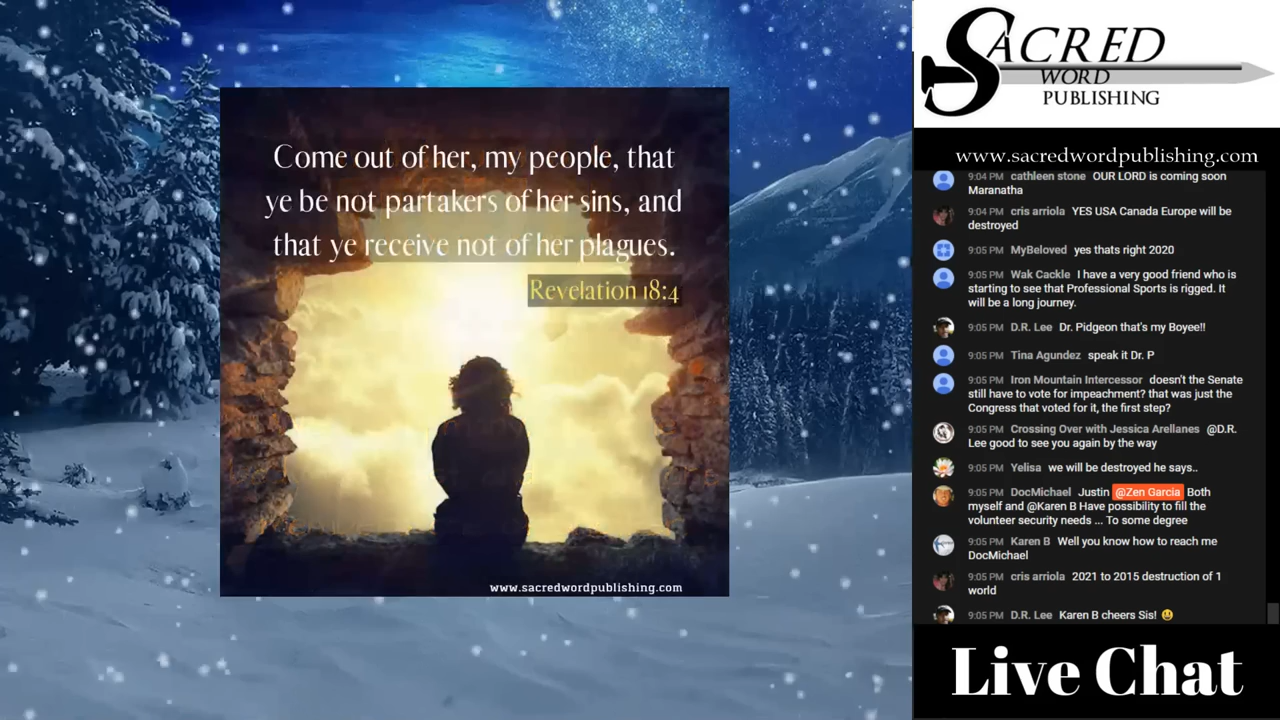 Come out of her, my people, that
ye be not partakers of her sins, and
that ye receive not of her plagues.
Revelation 18:4
www.sacredwordpublishing.com
SACRED
WORD
PUBLISHING
www.sacredwordpublishing.com
9:04 PM cathleen stone OUR LORD is coming soon
Maranatha
9:04 PM cris arriola YES USA Canada Europe will be
destroyed
9:05 PM MyBeloved yes thats right 2020
9:05 PM Wak Cackle I have a very good friend who is
starting to see that Professional Sports is rigged. It
will be a long journey.
9:05 PM D.R. Lee Dr. Pidgeon that's my Boyee!!
9:05 PM Tina Agundez speak it Dr. P
9:05 PM Iron Mountain Intercessor doesn't the Senate
still have to vote for impeachment? that was just the
Congress that voted for it, the first step?
9:05 PM Crossing Over with Jessica Arellanes @D.R.
Lee good to see you again by the way
9:05 PM Yelisa we will be destroyed he says..
9:05 PM DocMichael Justin @Zen Garcia Both
myself and @Karen B Have possibility to fill the
volunteer security needs ... To some degree
9:05 PM Karen B Well you know how to reach me
DocMichael
9:05 PM cris arriola 2021 to 2015 destruction of 1
world
9:05 PM D.R. Lee Karen B cheers Sis! 😃
Live Chat